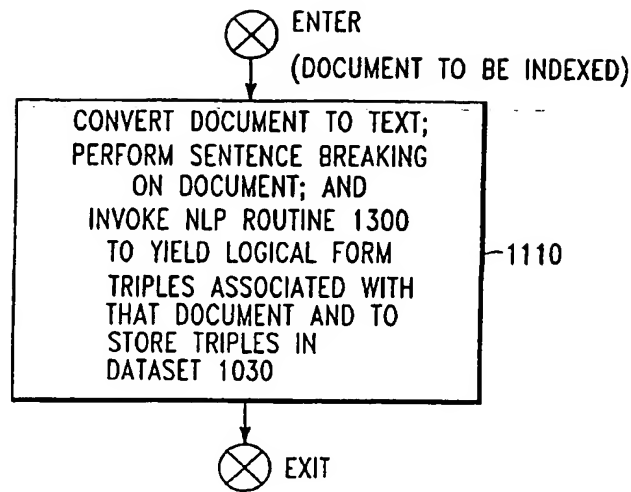 ENTER
(DOCUMENT TO BE INDEXED)
CONVERT DOCUMENT TO TEXT;
PERFORM SENTENCE BREAKING
ON DOCUMENT; AND
INVOKE NLP ROUTINE 1300
TO YIELD LOGICAL FORM
TRIPLES ASSOCIATED WITH
THAT DOCUMENT AND TO
STORE TRIPLES IN
DATASET 1030
1110
EXIT